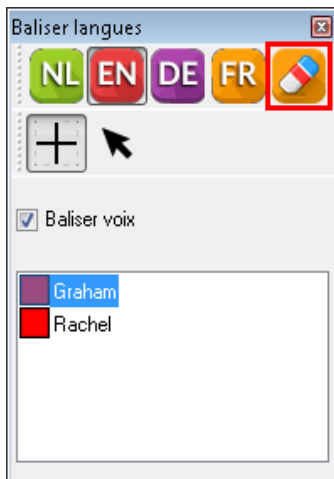 Baliser langues
NL EN DE FR
Baliser voix
Graham
Rachel